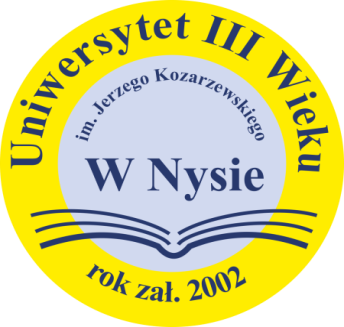 Uniwersytet III Wieku
im. Jerzego Kozarzewskiego
W Nysie
rok zał. 2002